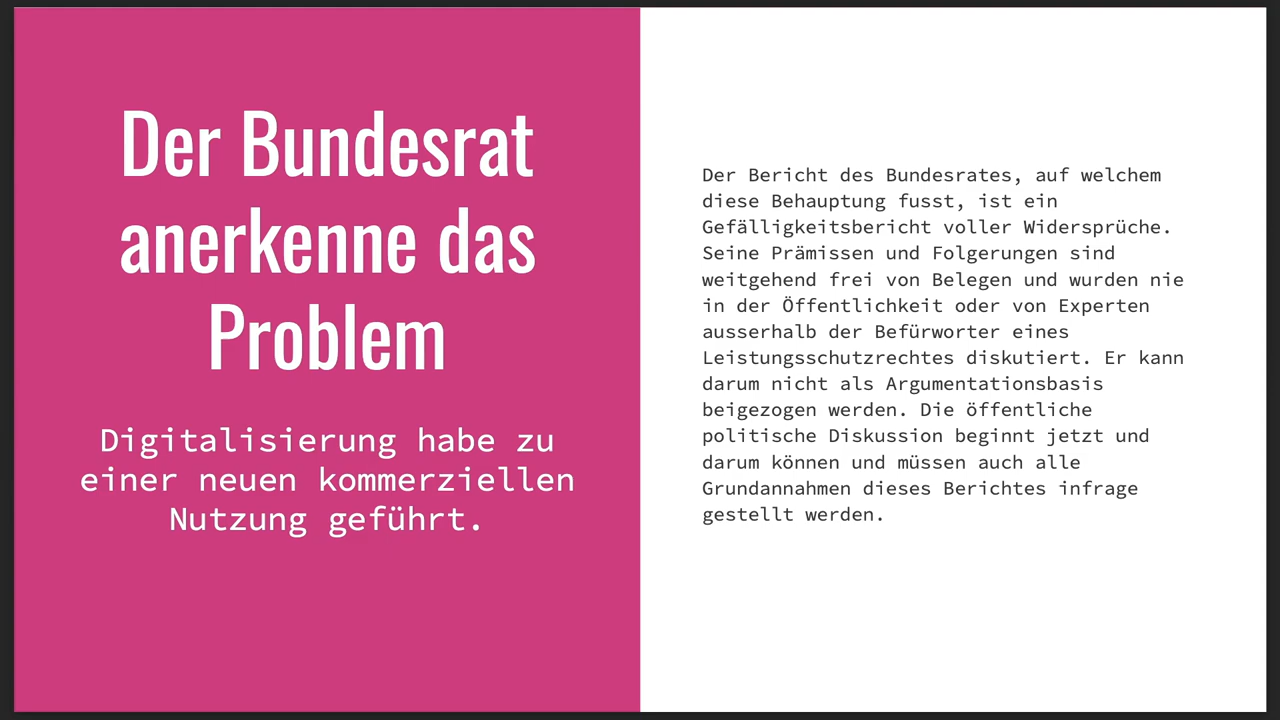 Der Bundesrat
anerkenne das
Problem
Digitalisierung habe zu
einer neuen kommerziellen
Nutzung geführt.
Der Bericht des Bundesrates, auf welchem
diese Behauptung fusst, ist ein
Gefälligkeitsbericht voller Widersprüche.
Seine Prämissen und Folgerungen sind
weitgehend frei von Belegen und wurden nie
in der Öffentlichkeit oder von Experten
ausserhalb der Befürworter eines
Leistungsschutzrechtes diskutiert. Er kann
darum nicht als Argumentationsbasis
beigezogen werden. Die öffentliche
politische Diskussion beginnt jetzt und
darum können und müssen auch alle
Grundannahmen dieses Berichtes infrage
gestellt werden.